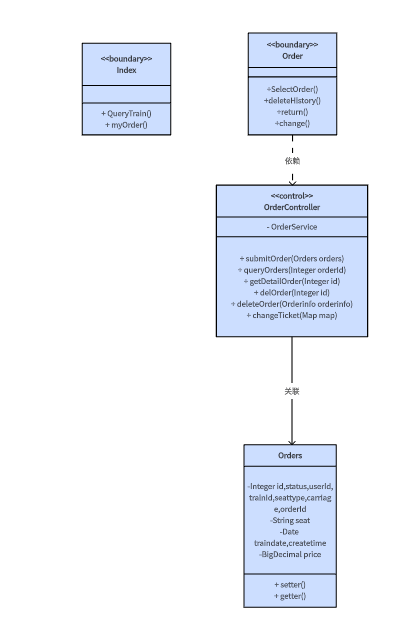 <<boundary>>
Index
+ QueryTrain()
+ myOrder()
<<boundary>>
Order
+SelectOrder()
+deleteHistory()
+return()
+change()
依赖
<<control>>
OrderController
- OrderService
+ submitOrder(Orders orders)
+ queryOrders(Integer orderId)
+ getDetailOrder(Integer id)
+ delOrder(Integer id)
+ deleteOrder(Orderinfo orderinfo)
+ changeTicket(Map map)
关联
Orders
-Integer id,status,userId,
trainId,seattype,carriag
e,orderId
-String seat
-Date
traindate,createtime
-BigDecimal price
+ setter()
+ getter()